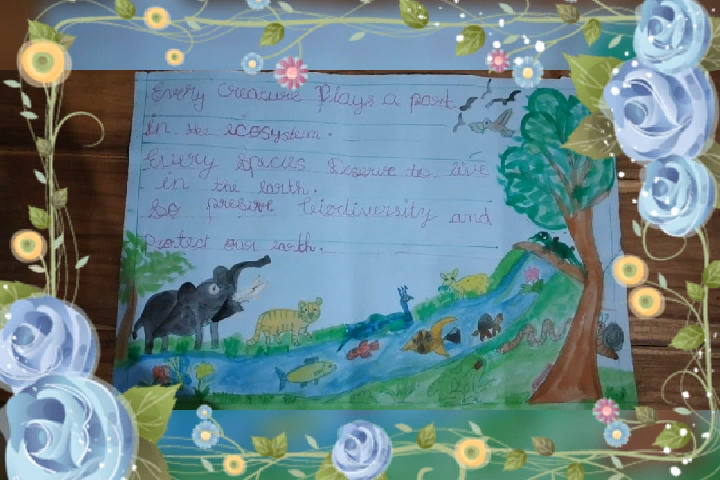 Every Creature Plays a part
in the ecosystem.
Every species Deserve the live
in the earth.
So preserve biodiversity and
protect our earth.